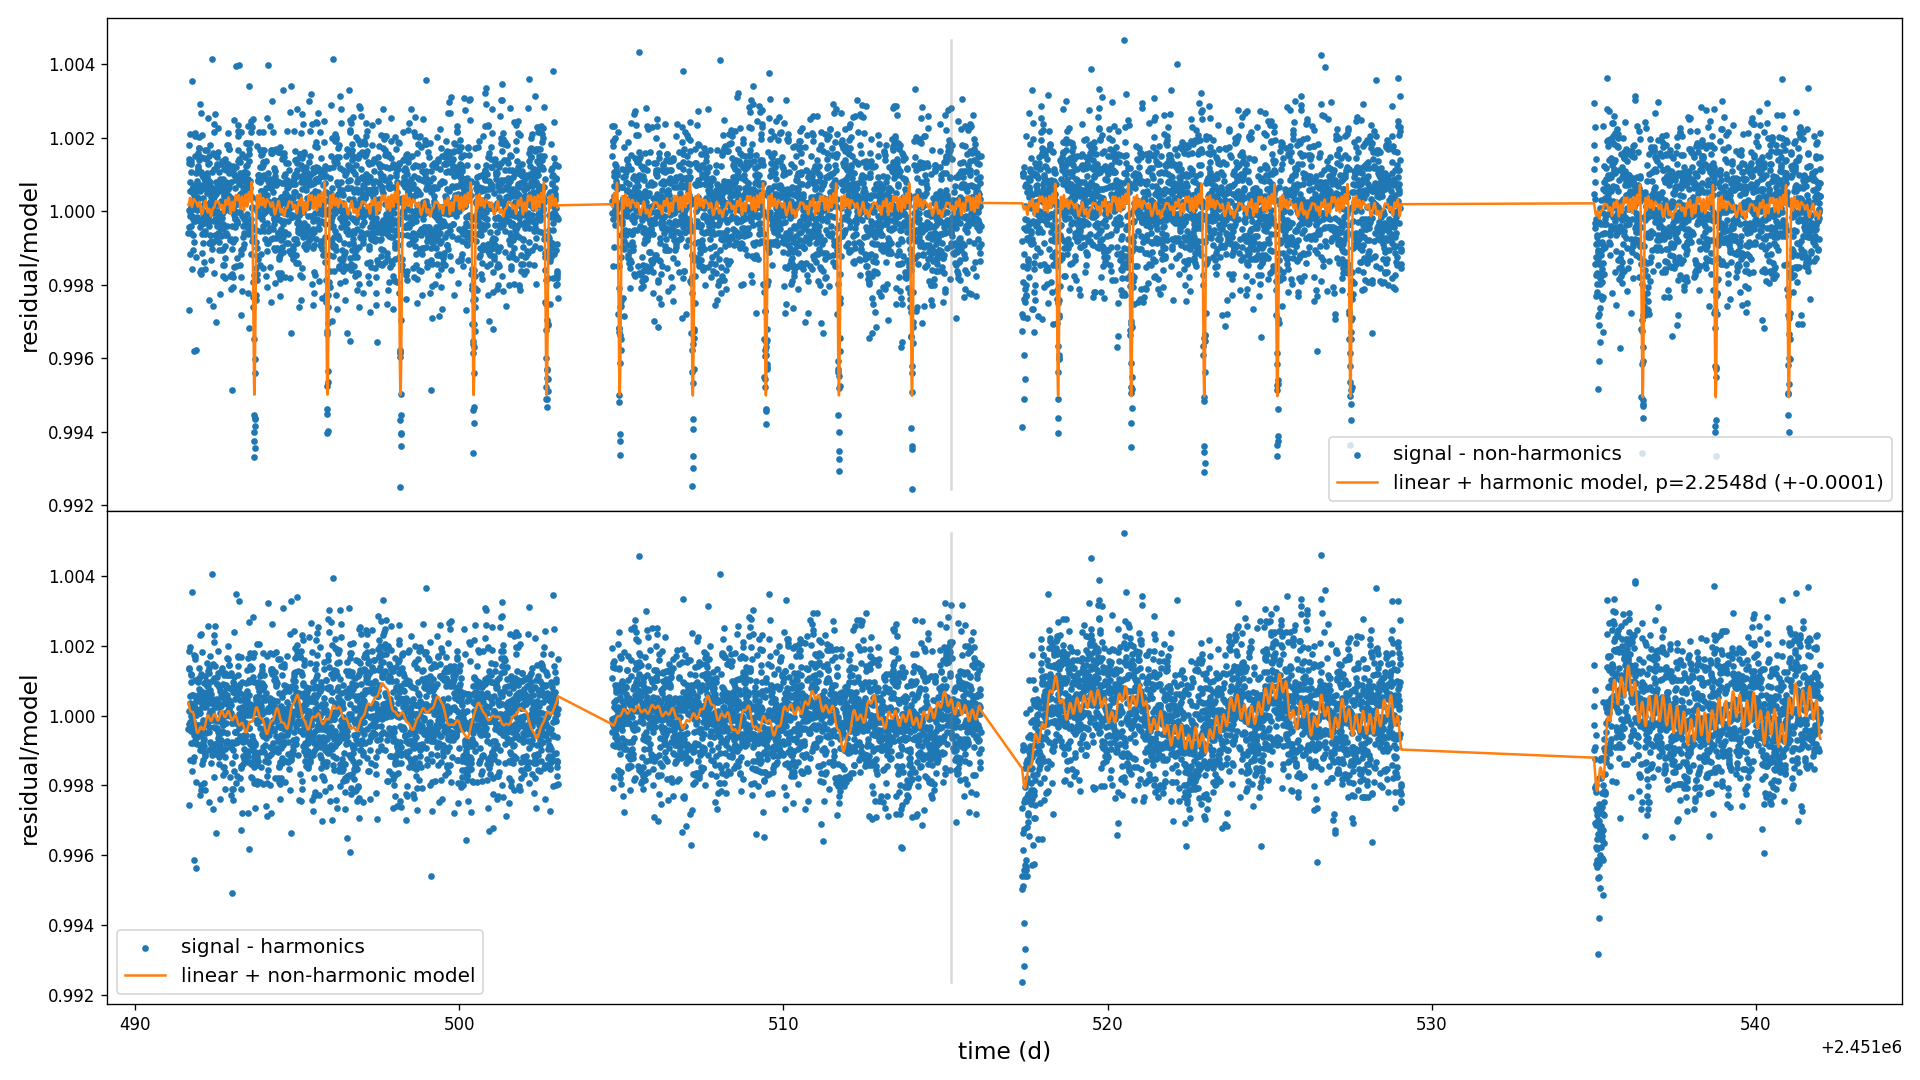 residual/model
1.004
1.002
1.000
0.998
0.996
0.994
0.992
signal - non-harmonics
linear + harmonic model, p=2.2548d (+-0.0001)
residual/model
1.004
1.002
1.000
0.998
0.996
0.994
0.992
signal - harmonics
linear + non-harmonic model
490 500 510 520 530 540
time (d)
+2.451e6